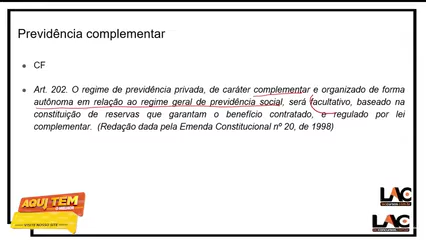 Previdência complementar
CF
Art. 202. O regime de previdência privada, de caráter complementar e organizado de forma
autônoma em relação ao regime geral de previdência social, será facultativo, baseado na
constituição de reservas que garantam o benefício contratado, e regulado por lei
complementar. (Redação dada pela Emenda Constitucional nº 20, de 1998)
AQUI TEM
LAC
LAC